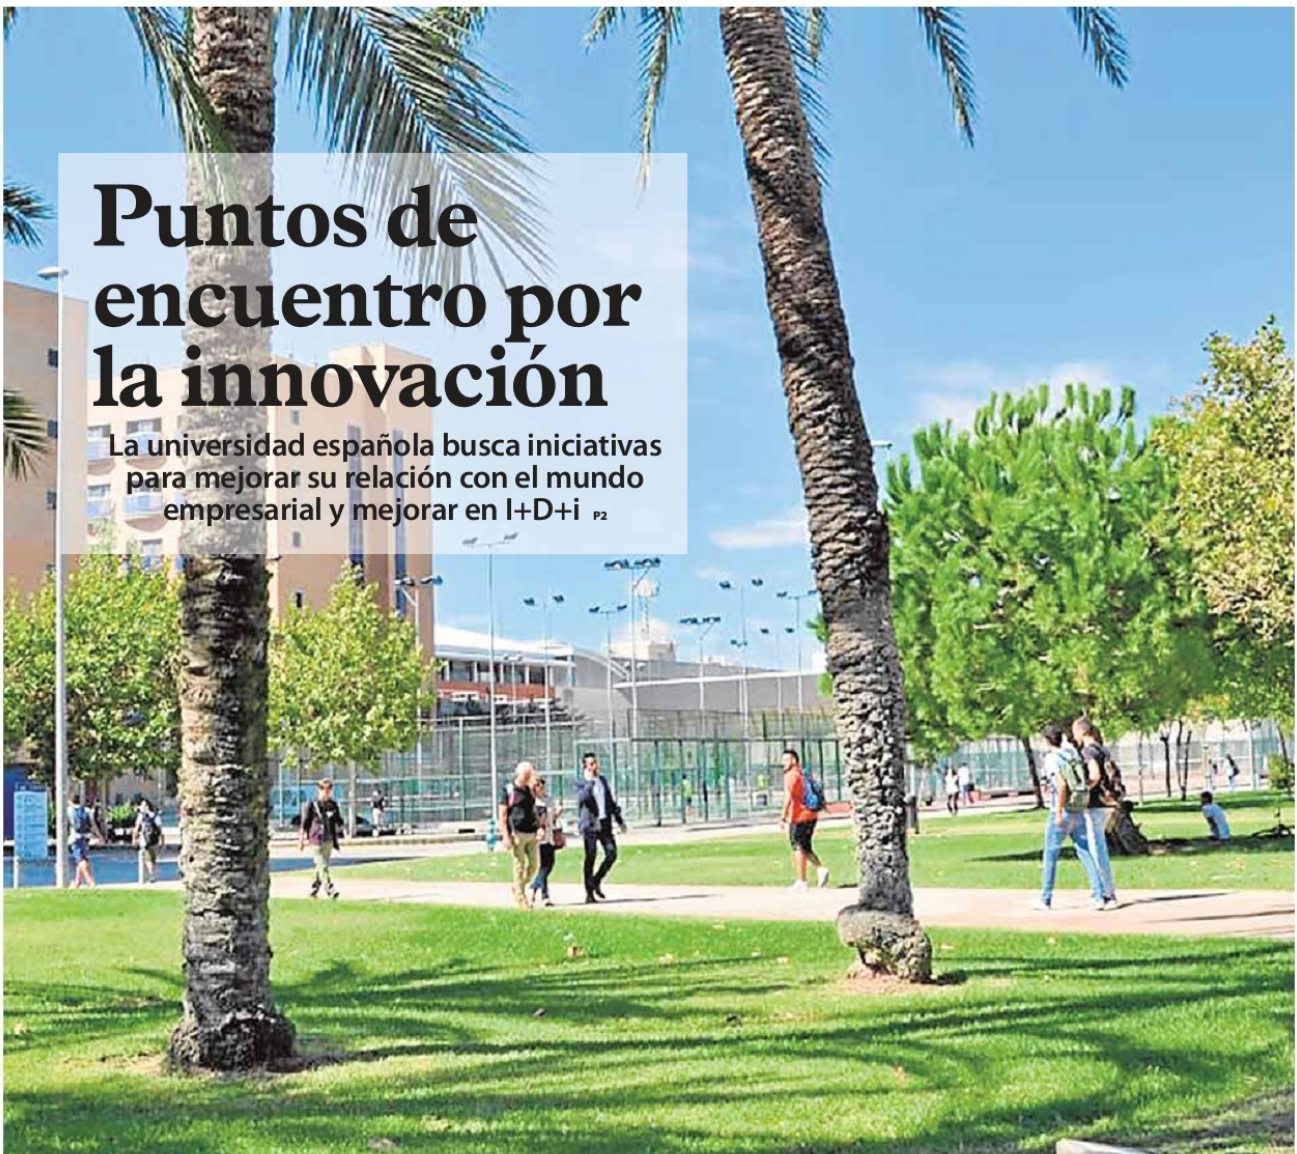 Puntos de
encuentro por
la innovación
La universidad española busca iniciativas
para mejorar su relación con el mundo
empresarial y mejorar en I+D+i P2